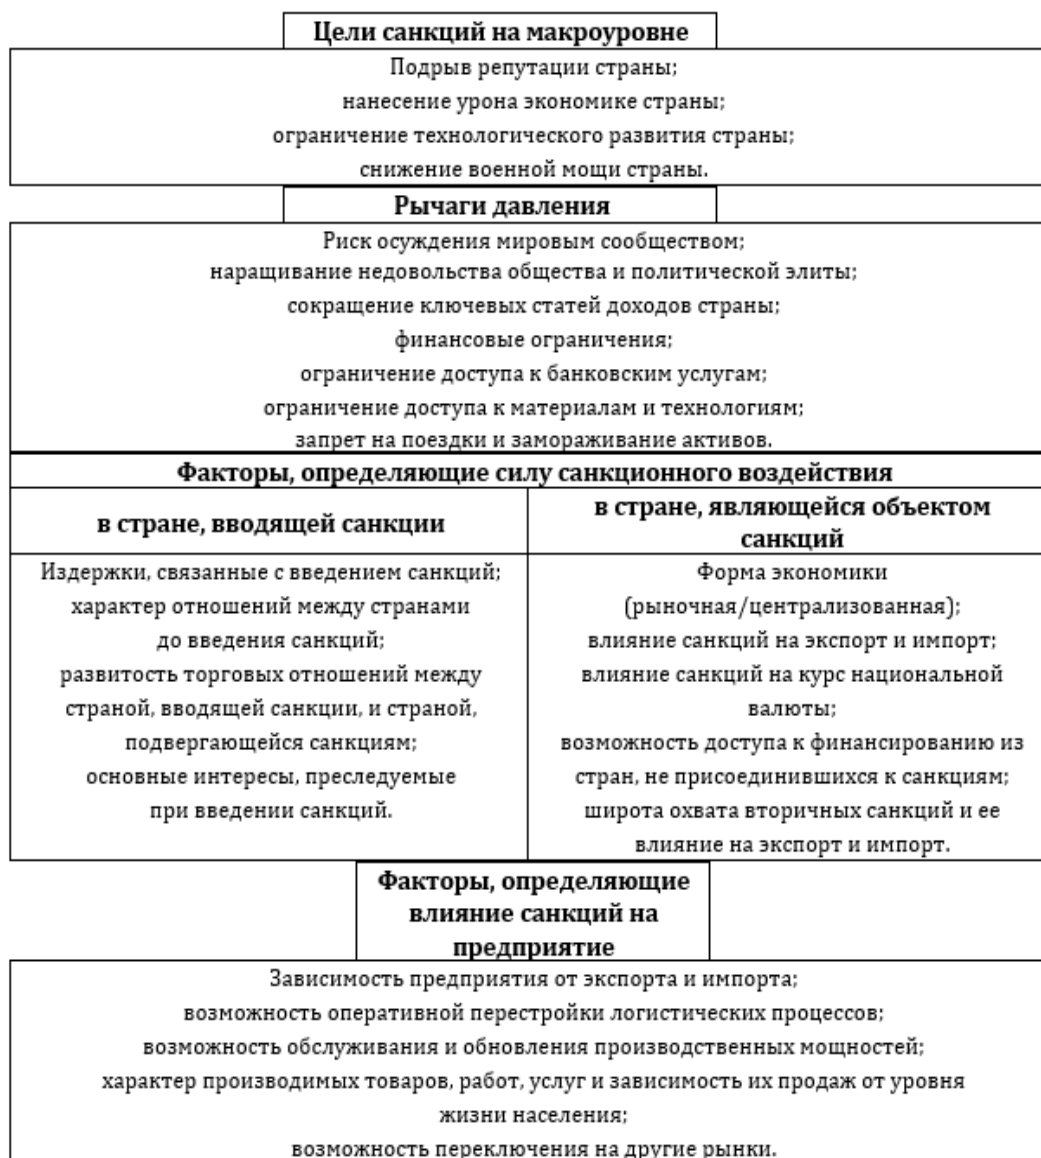 Цели санкций на макроуровне
Подрыв репутации страны;
нанесение урона экономике страны;
ограничение технологического развития страны;
снижение военной мощи страны.
Рычаги давления
Риск осуждения мировым сообществом;
наращивание недовольства общества и политической элиты;
сокращение ключевых статей доходов страны;
финансовые ограничения;
ограничение доступа к банковским услугам;
ограничение доступа к материалам и технологиям;
запрет на поездки и замораживание активов.
Факторы, определяющие силу санкционного воздействия
в стране, вводящей санкции
Издержки, связанные с введением санкций;
характер отношений между странами
до введения санкций;
развитость торговых отношений между
страной, вводящей санкции, и страной,
подвергающейся санкциям;
основные интересы, преследуемые
при введении санкций.
в стране, являющейся объектом
санкций
Форма экономики
(рыночная/централизованная);
влияние санкций на экспорт и импорт;
влияние санкций на курс национальной
валюты;
возможность доступа к финансированию из
стран, не присоединившихся к санкциям;
широта охвата вторичных санкций и ее
влияние на экспорт и импорт.
Факторы, определяющие
влияние санкций на
предприятие
Зависимость предприятия от экспорта и импорта;
возможность оперативной перестройки логистических процессов;
возможность обслуживания и обновления производственных мощностей;
характер производимых товаров, работ, услуг и зависимость их продаж от уровня
жизни населения;
возможность переключения на другие рынки.